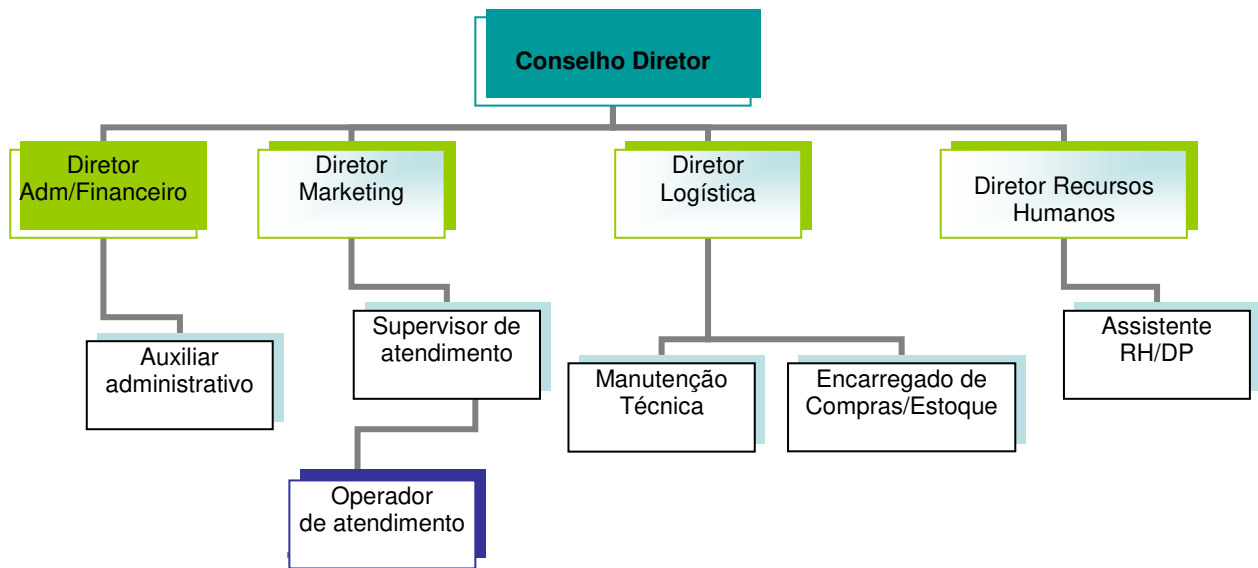 Conselho Diretor
Diretor
Adm/Financeiro
Diretor
Marketing
Diretor
Logística
Diretor Recursos
Humanos
Auxiliar
administrativo
Supervisor de
atendimento
Manutenção
Técnica
Encarregado de
Compras/Estoque
Assistente
RH/DP
Operador
de atendimento